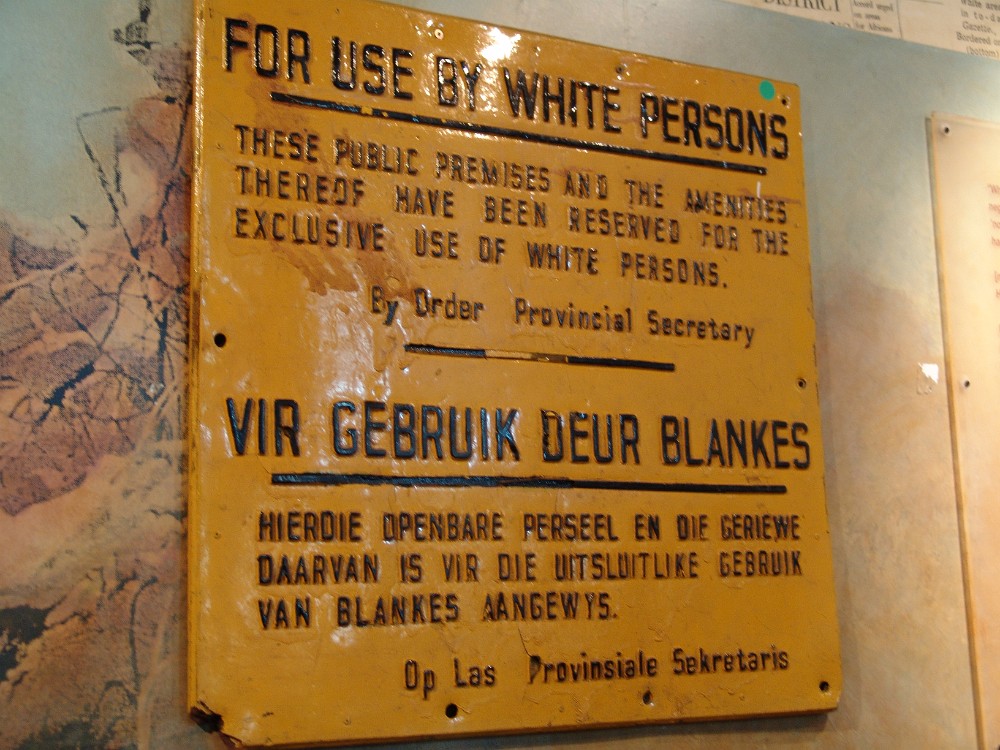 FOR USE BY WHITE PERSONS
THESE PUBLIC PREMISES AND THE AMENITIES
THEREOF HAVE BEEN RESERVED FOR THE
EXCLUSIVE USE OF WHITE PERSONS.
By Order Provincial Secretary
VIR GEBRUIK DEUR BLANKES
HIERDIE OPENBARE PERSEEL EN DIE GERIEWE
DAARVAN IS VIR DIE UITSLUITLIKE GEBRUIK
VAN BLANKES AANGEWYS.
Op Las Provinsiale Sekretaris
DISTRICT